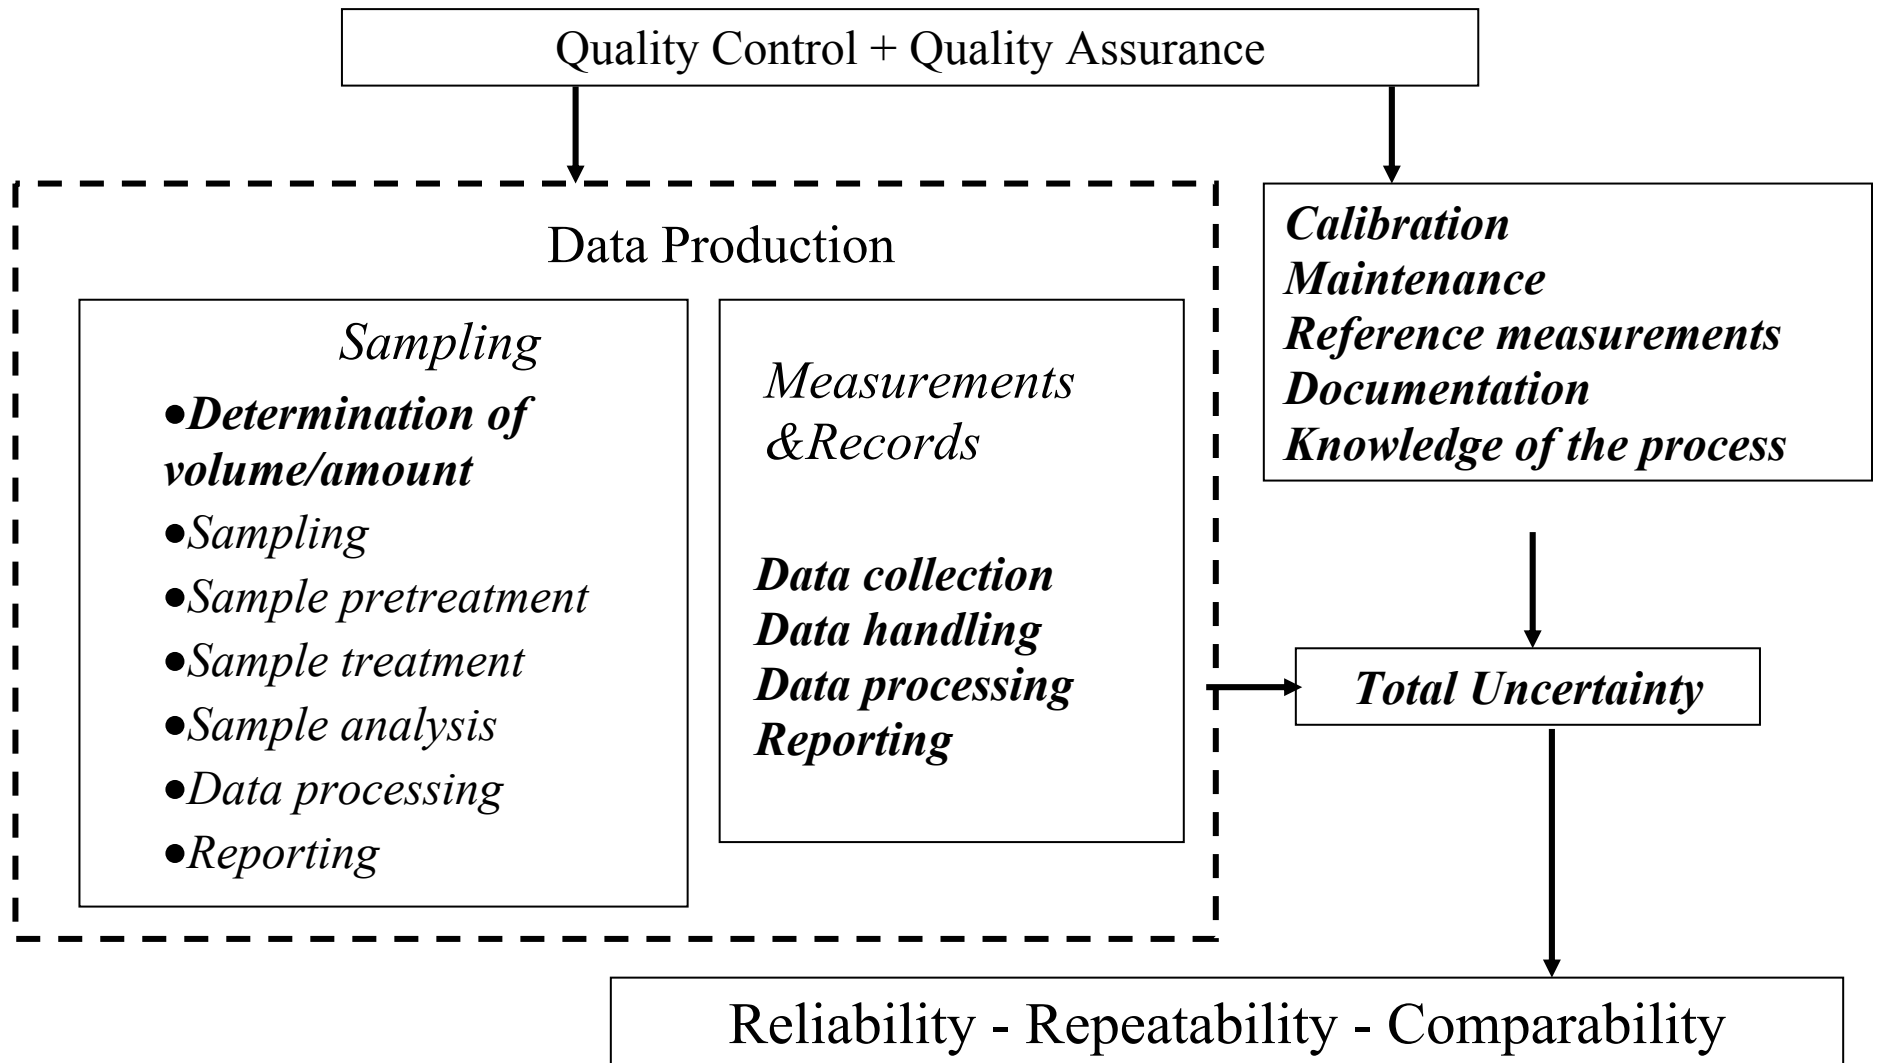 Quality Control + Quality Assurance
Data Production
Sampling
•Determination of
volume/amount
•Sampling
•Sample pretreatment
•Sample treatment
•Sample analysis
•Data processing
•Reporting
Measurements
&Records
Data collection
Data handling
Data processing
Reporting
Calibration
Maintenance
Reference measurements
Documentation
Knowledge of the process
Total Uncertainty
Reliability - Repeatability - Comparability